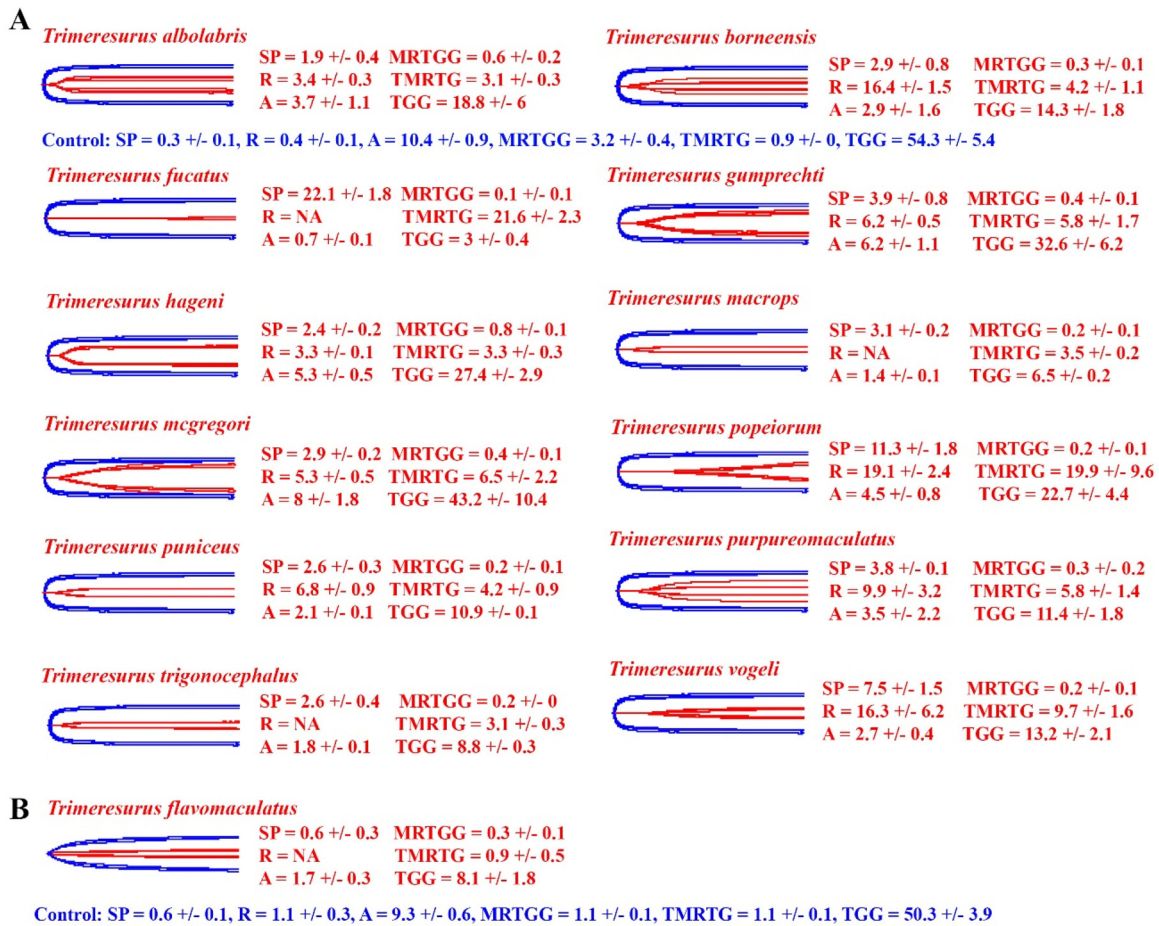 A
Trimeresurus albolabris
SP = 1.9 +/- 0.4 MRTGG = 0.6 +/- 0.2
R = 3.4 +/- 0.3 TMRTG = 3.1 +/- 0.3
A = 3.7 +/- 1.1 TGG = 18.8 +/- 6
Trimeresurus borneensis
SP = 2.9 +/- 0.8 MRTGG = 0.3 +/- 0.1
R = 16.4 +/- 1.5 TMRTG = 4.2 +/- 1.1
A = 2.9 +/- 1.6 TGG = 14.3 +/- 1.8
Control: SP = 0.3 +/- 0.1, R = 0.4 +/- 0.1, A = 10.4 +/- 0.9, MRTGG = 3.2 +/- 0.4, TMRTG = 0.9 +/- 0, TGG = 54.3 +/- 5.4
Trimeresurus fucatus
SP = 22.1 +/- 1.8 MRTGG = 0.1 +/- 0.1
R = NA TMRTG = 21.6 +/- 2.3
A = 0.7 +/- 0.1 TGG = 3 +/- 0.4
Trimeresurus gumprechti
SP = 3.9 +/- 0.8 MRTGG = 0.4 +/- 0.1
R = 6.2 +/- 0.5 TMRTG = 5.8 +/- 1.7
A = 6.2 +/- 1.1 TGG = 32.6 +/- 6.2
Trimeresurus hageni
SP = 2.4 +/- 0.2 MRTGG = 0.8 +/- 0.1
R = 3.3 +/- 0.1 TMRTG = 3.3 +/- 0.3
A = 5.3 +/- 0.5 TGG = 27.4 +/- 2.9
Trimeresurus macrops
SP = 3.1 +/- 0.2 MRTGG = 0.2 +/- 0.1
R = NA TMRTG = 3.5 +/- 0.2
A = 1.4 +/- 0.1 TGG = 6.5 +/- 0.2
Trimeresurus mcgregori
SP = 2.9 +/- 0.2 MRTGG = 0.4 +/- 0.1
R = 5.3 +/- 0.5 TMRTG = 6.5 +/- 2.2
A = 8 +/- 1.8 TGG = 43.2 +/- 10.4
Trimeresurus popeiorum
SP = 11.3 +/- 1.8 MRTGG = 0.2 +/- 0.1
R = 19.1 +/- 2.4 TMRTG = 19.9 +/- 9.6
A = 4.5 +/- 0.8 TGG = 22.7 +/- 4.4
Trimeresurus puniceus
SP = 2.6 +/- 0.3 MRTGG = 0.2 +/- 0.1
R = 6.8 +/- 0.9 TMRTG = 4.2 +/- 0.9
A = 2.1 +/- 0.1 TGG = 10.9 +/- 0.1
Trimeresurus purpureomaculatus
SP = 3.8 +/- 0.1 MRTGG = 0.3 +/- 0.2
R = 9.9 +/- 3.2 TMRTG = 5.8 +/- 1.4
A = 3.5 +/- 2.2 TGG = 11.4 +/- 1.8
Trimeresurus trigonocephalus
SP = 2.6 +/- 0.4 MRTGG = 0.2 +/- 0
R = NA TMRTG = 3.1 +/- 0.3
A = 1.8 +/- 0.1 TGG = 8.8 +/- 0.3
Trimeresurus vogeli
SP = 7.5 +/- 1.5 MRTGG = 0.2 +/- 0.1
R = 16.3 +/- 6.2 TMRTG = 9.7 +/- 1.6
A = 2.7 +/- 0.4 TGG = 13.2 +/- 2.1
B
Trimeresurus flavomaculatus
SP = 0.6 +/- 0.3 MRTGG = 0.3 +/- 0.1
R = NA TMRTG = 0.9 +/- 0.5
A = 1.7 +/- 0.3 TGG = 8.1 +/- 1.8
Control: SP = 0.6 +/- 0.1, R = 1.1 +/- 0.3, A = 9.3 +/- 0.6, MRTGG = 1.1 +/- 0.1, TMRTG = 1.1 +/- 0.1, TGG = 50.3 +/- 3.9